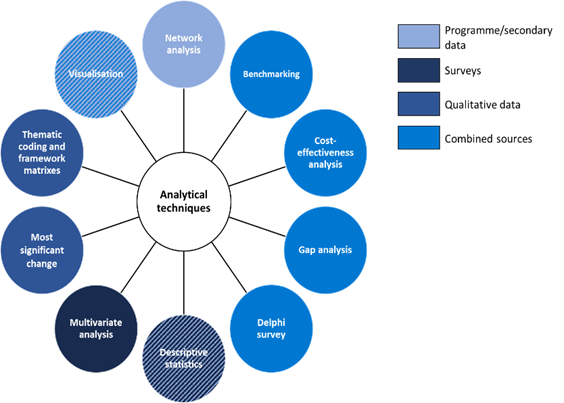 Network
analysis
Benchmarking
Cost-
effectiveness
analysis
Gap analysis
Delphi
survey
Descriptive
statistics
Multivariate
analysis
Most
significant
change
Thematic
coding and
framework
matrixes
Visualisation
Analytical
techniques
Programme/secondary
data
Surveys
Qualitative data
Combined sources